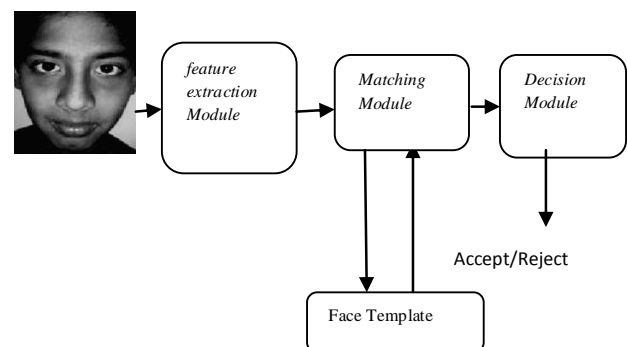 feature
extraction
Module
Matching
Module
Decision
Module
Accept/Reject
Face Template